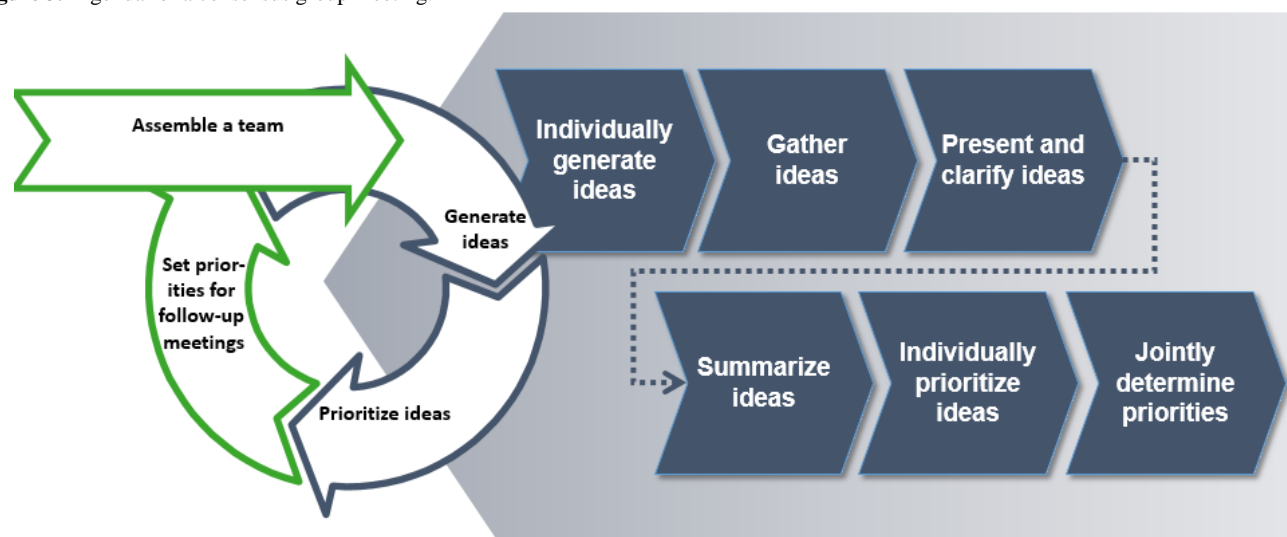 Assemble a team
Generate
ideas
Set prior-
ities for
follow-up
meetings
Prioritize ideas
Individually
generate
ideas
Gather
ideas
Present and
clarify ideas
Summarize
ideas
Individually
prioritize
ideas
Jointly
determine
priorities